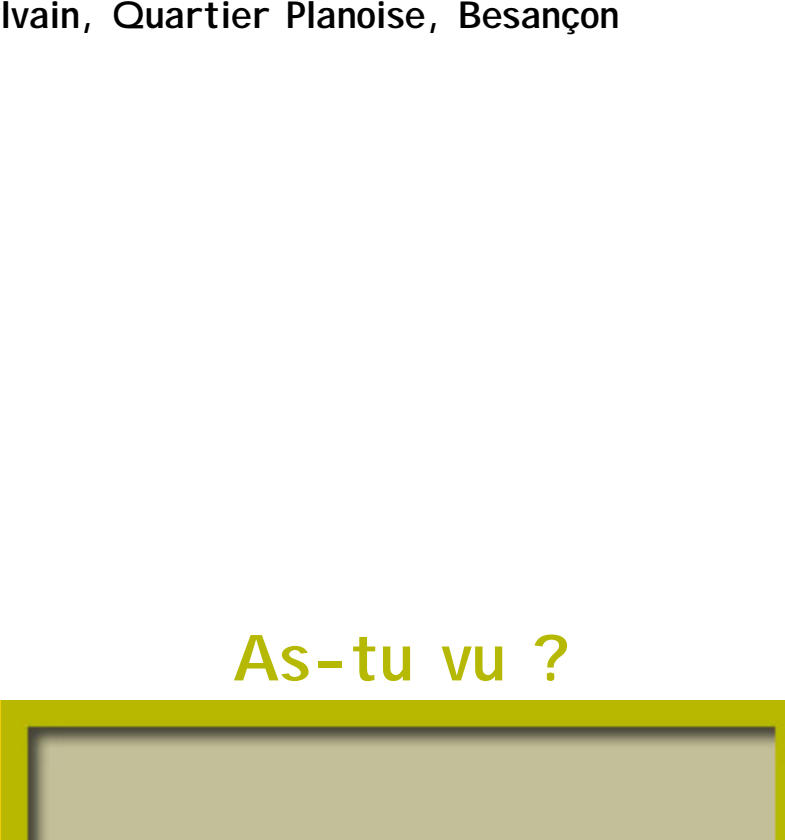 lvain, Quartier Planoise, Besançon
As-tu vu ?